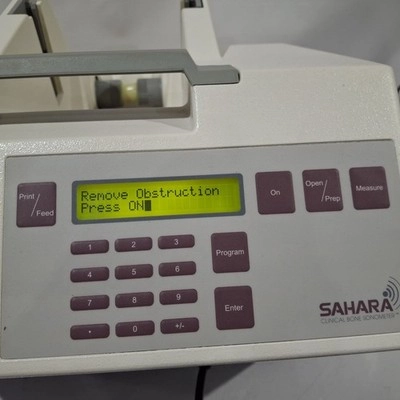 Print
/Feed
Remove Obstruction
Press ON
On
Open
/Prep
Measure
1 2 3
4 5 6
7 8 9
• 0 +/-
Program
Enter
SAHARA
CLINICAL BONE SONOMETER